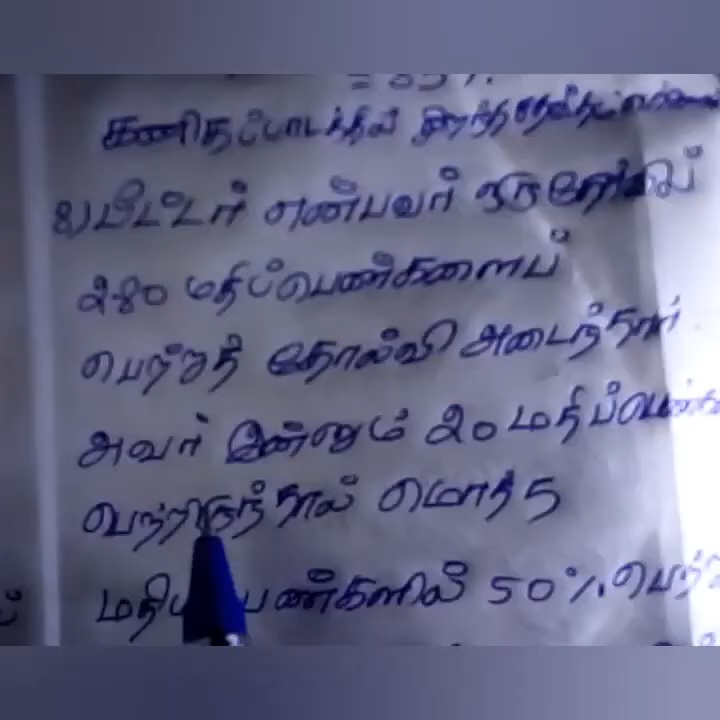 = 85%
கணிதப்பாடத்தில்
8) பீட்டர் என்பவர் ஒரு தேர்வில்
280 மதிப்பெண்களைப்
பெற்றுத் தோல்வி அடைந்தார்
அவர் இன்னும் 20 மதிப்பெண்க
பெற்றிருந்தால் மொத்த
மதிப்பெண்களில் 50%. பெற்